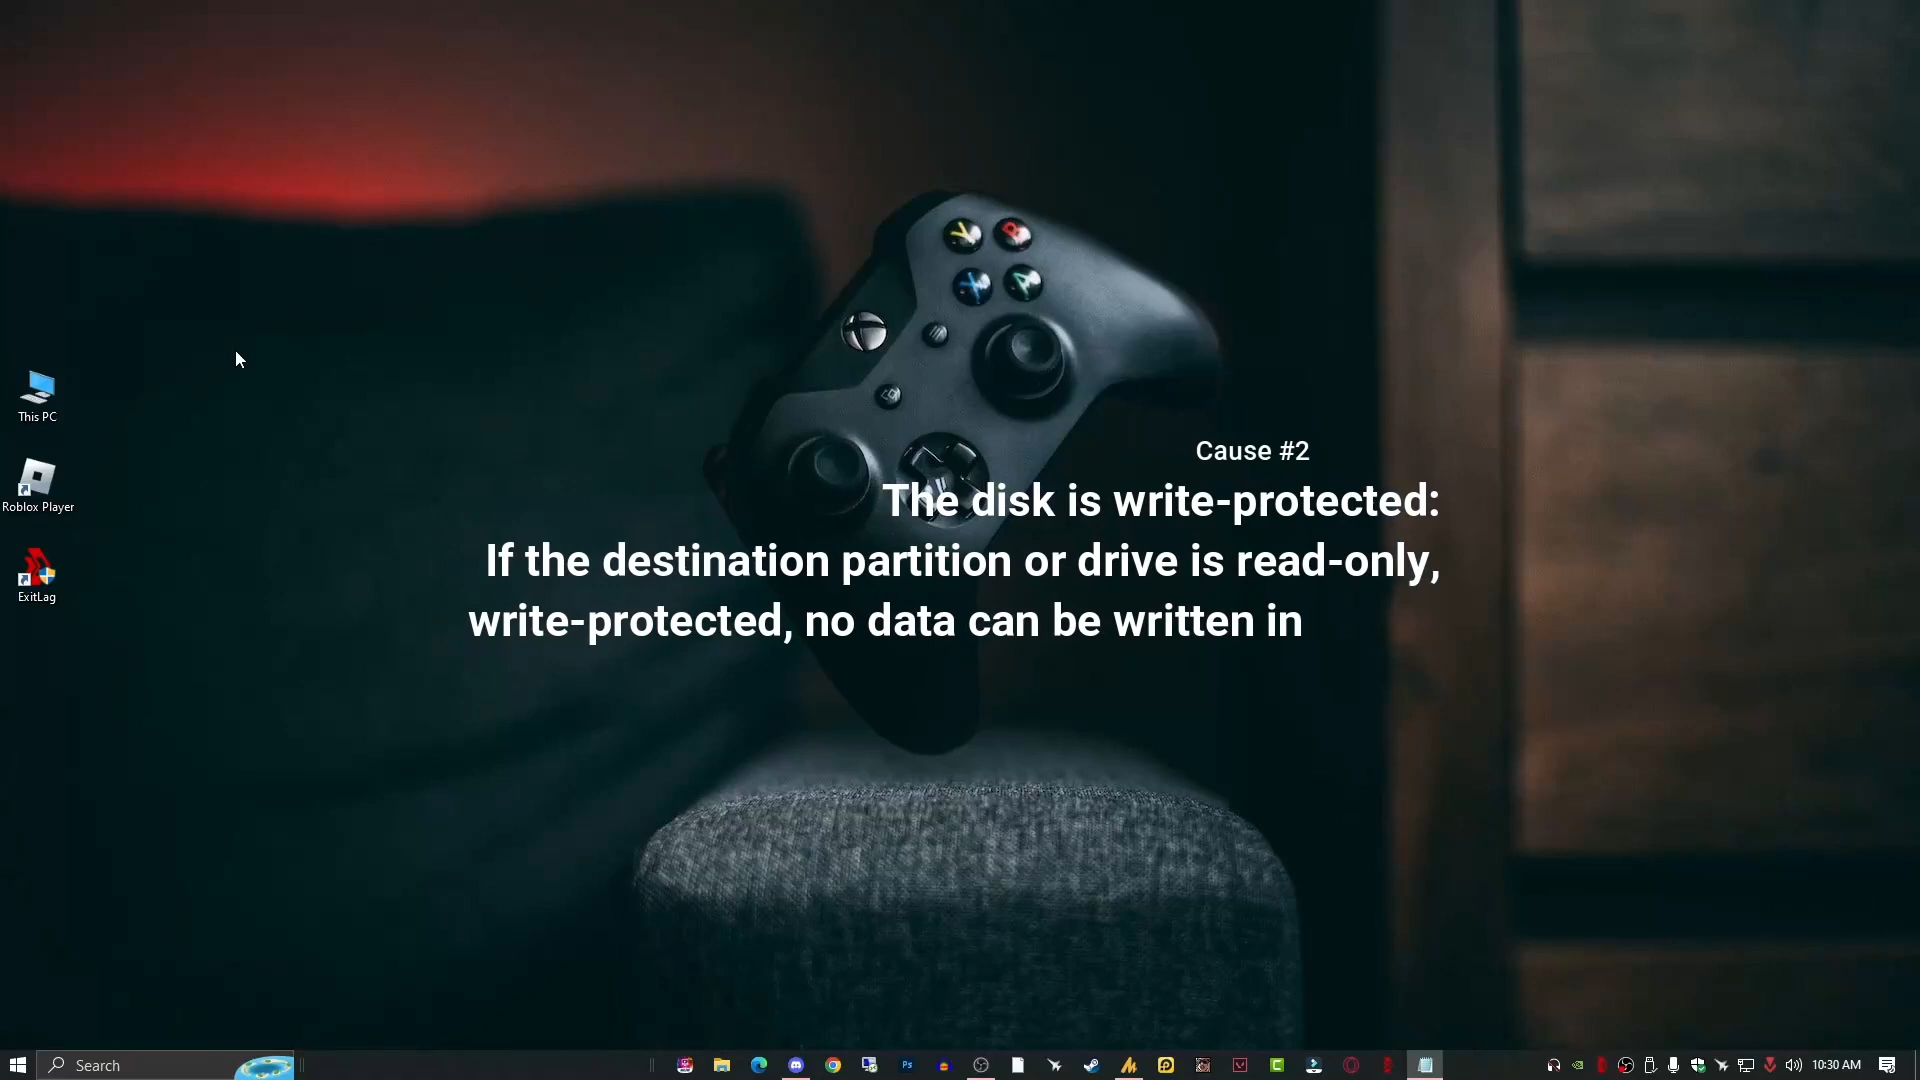 Y
B
X
A
Cause #2
The disk is write-protected:
If the destination partition or drive is read-only,
write-protected, no data can be written in
This PC
Roblox Player
ExitLag
Search
Ps
10:30 AM